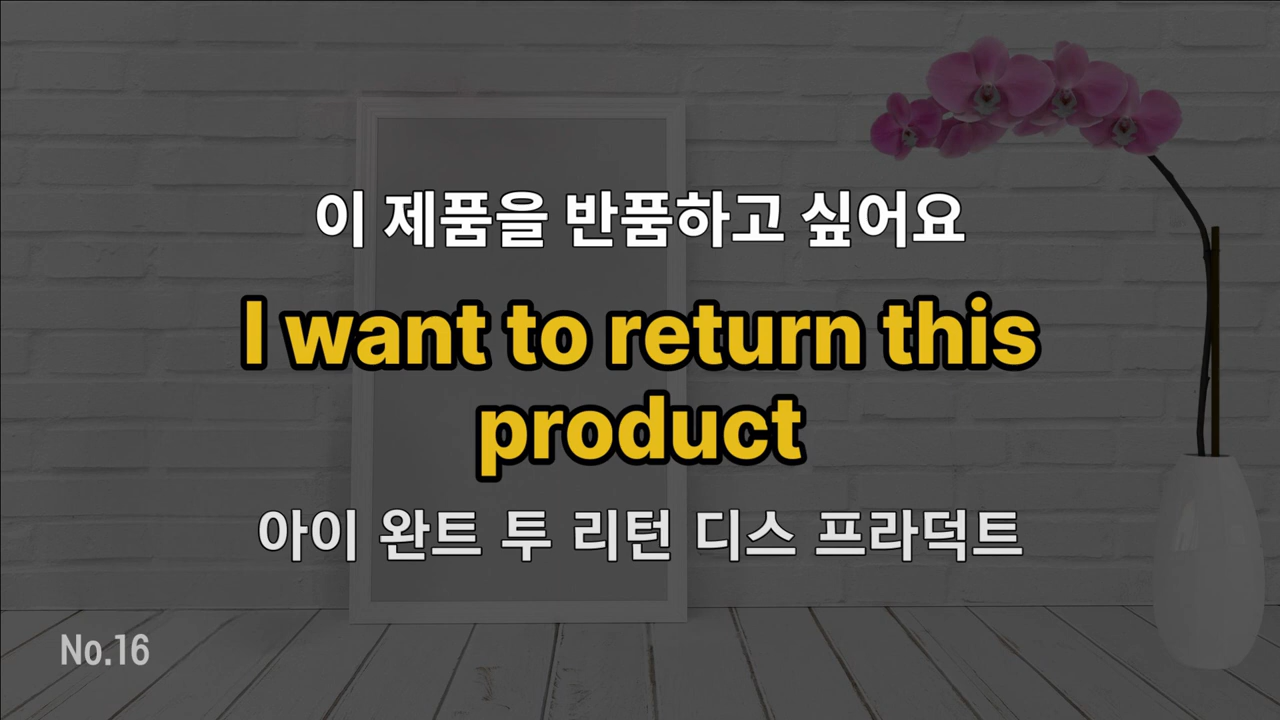 이 제품을 반품하고 싶어요
I want to return this
product
아이 완트 투 리턴 디스 프라덕트
No.16